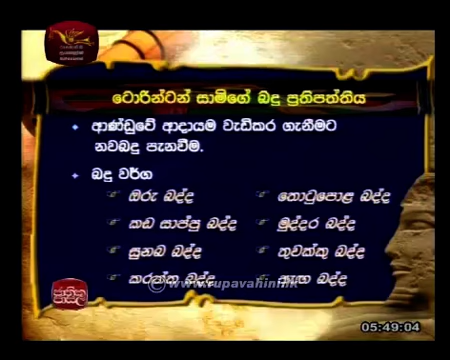 ටොරින්ටන් සාමිගේ බදු ප්‍රතිපත්තිය
ආණ්ඩුවේ ආදායම වැඩිකර ගැනීමට
නවබදු පැනවීම.
බදු වර්ග
ඔරු බද්ද
තොටුපොළ බද්ද
කඩ සාප්පු බද්ද
මුද්දර බද්ද
සුනඛ බද්ද
තුවක්කු බද්ද
කරත්ත බද්ද
ඇඟ බද්ද
© www.rupavahini.lk
ජාතික
පාසල
05:49:04